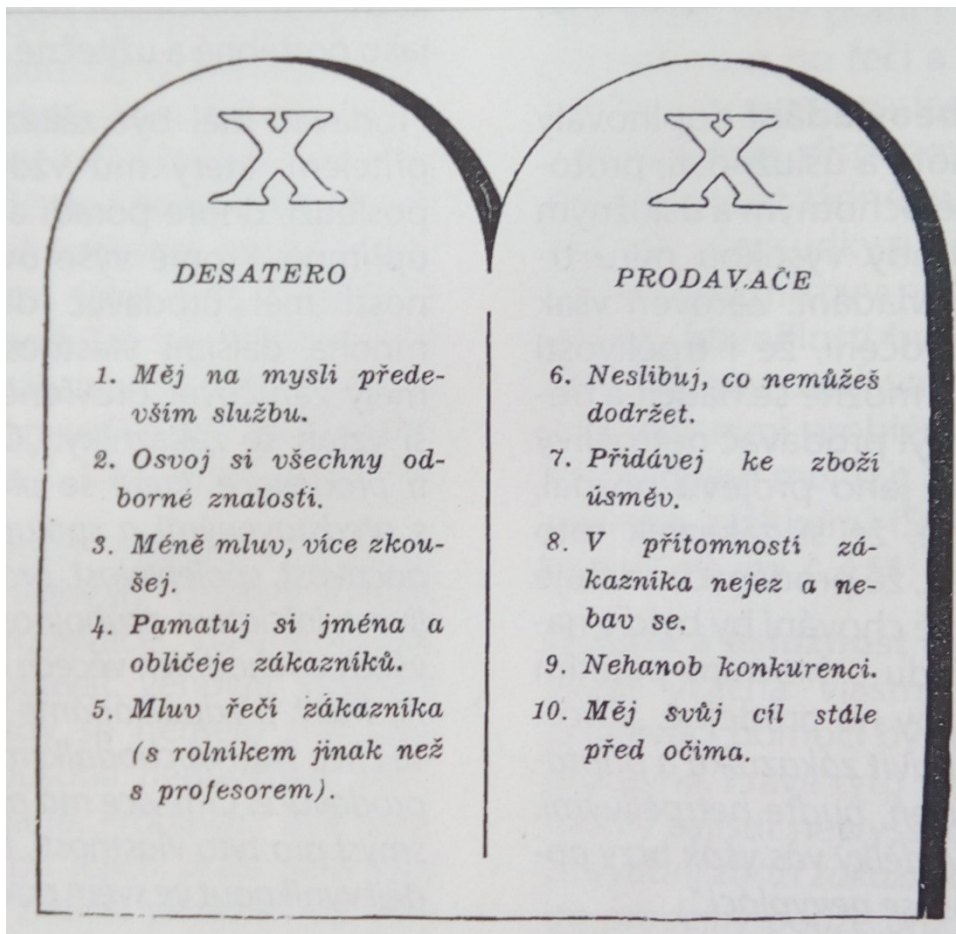 X
DESATERO
1. Měj na mysli přede-
vším službu.
2. Osvoj si všechny od-
borné znalosti.
3. Méně mluv, více zkou-
šej.
4. Pamatuj si jména a
obličeje zákazníků.
5. Mluv řečí zákazníka
(s rolníkem jinak než
s profesorem).
X
PRODAVAČE
6. Neslibuj, co nemůžeš
dodržet.
7. Přidávej ke zboží
úsměv.
8. V přítomnosti zá-
kazníka nejez a ne-
bav se.
9. Nehanob konkurenci.
10. Měj svůj cíl stále
před očima.